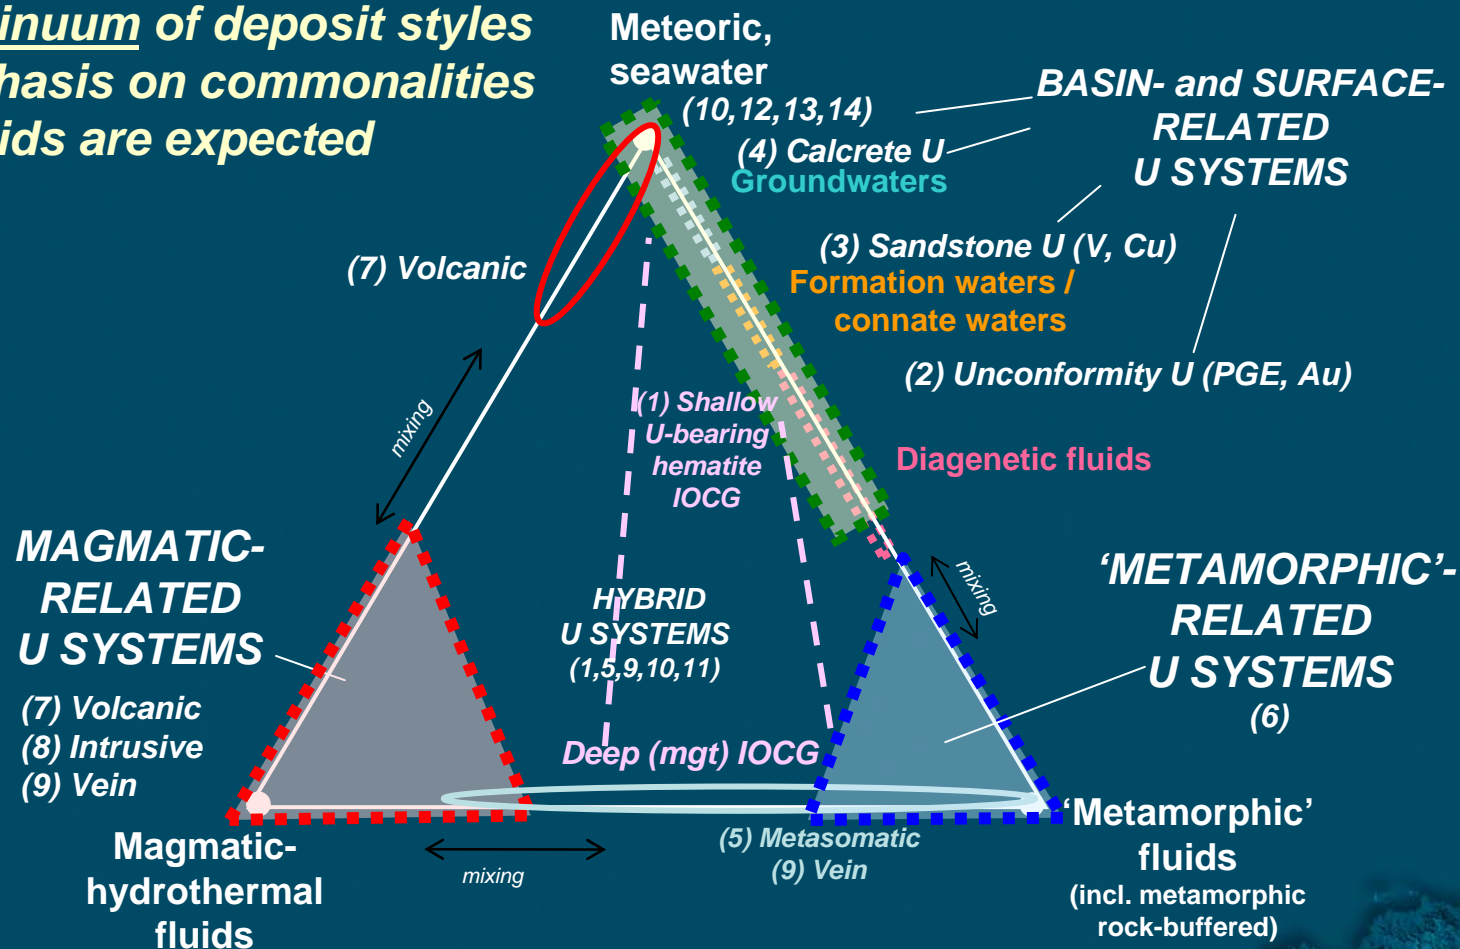 inuum of deposit styles
hasis on commonalities
ids are expected
Meteoric,
seawater
(10,12,13,14)
(4) Calcrete U
Groundwaters
BASIN- and SURFACE-
RELATED
U SYSTEMS
(3) Sandstone U (V, Cu)
Formation waters /
connate waters
(2) Unconformity U (PGE, Au)
Diagenetic fluids
(7) Volcanic
mixing
(1) Shallow
U-bearing
hematite
IOCG
MAGMATIC-
RELATED
U SYSTEMS
(7) Volcanic
(8) Intrusive
(9) Vein
HYBRID
U SYSTEMS
(1,5,9,10,11)
mixing
‘METAMORPHIC’-
RELATED
U SYSTEMS
(6)
Deep (mgt) IOCG
Magmatic-
hydrothermal
fluids
mixing
(5) Metasomatic
(9) Vein
‘Metamorphic’
fluids
(incl. metamorphic
rock-buffered)